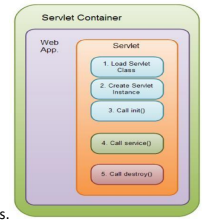 Servlet Container
Web
App.
Servlet
1. Load Servlet
Class
2. Create Servlet
Instance
3. Call init()
4. Call service()
5. Call destroy()
s.